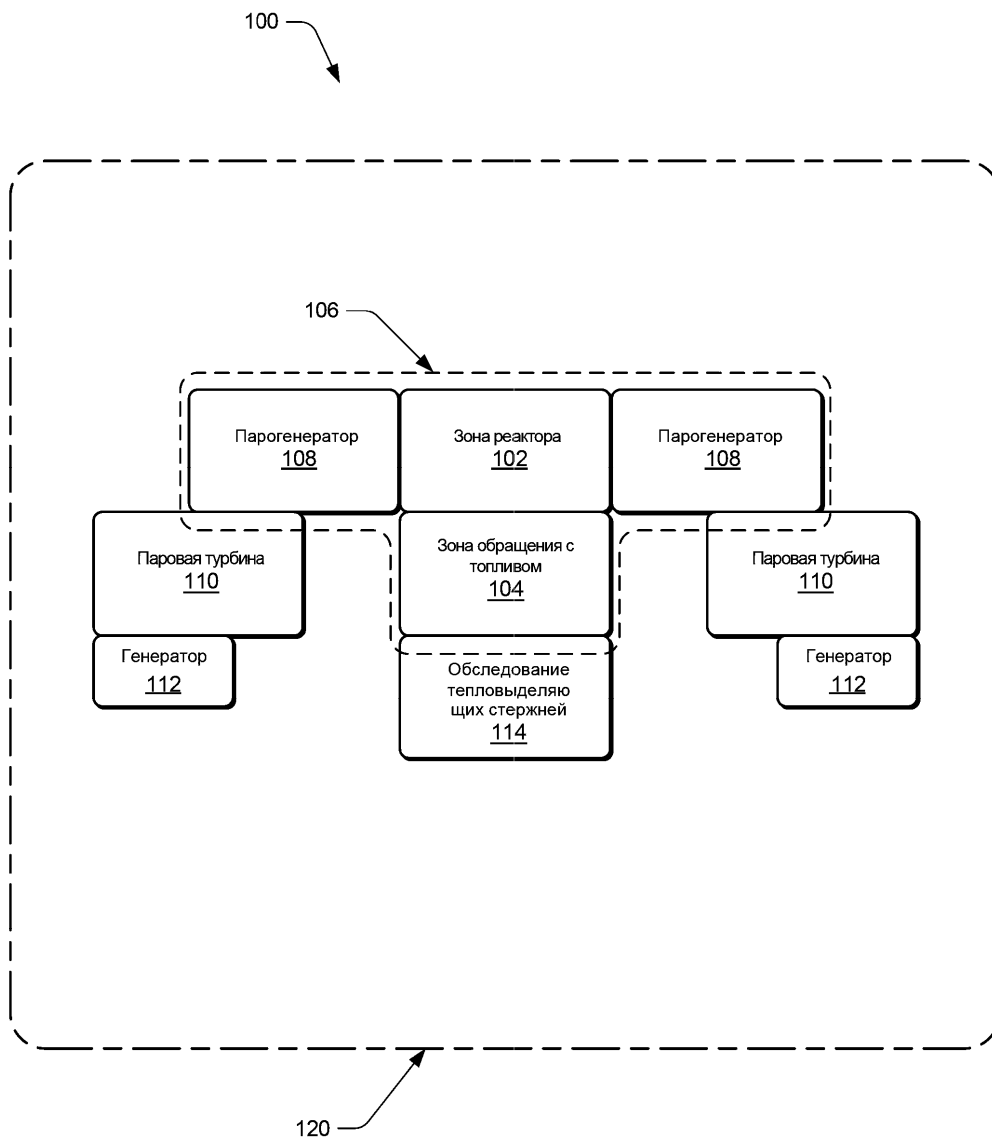 100
106
Парогенератор
108
Зона реактора
102
Парогенератор
108
Паровая турбина
110
Зона обращения с
топливом
104
Паровая турбина
110
Генератор
112
Обследование
тепловыделяю
щих стержней
114
Генератор
112
120